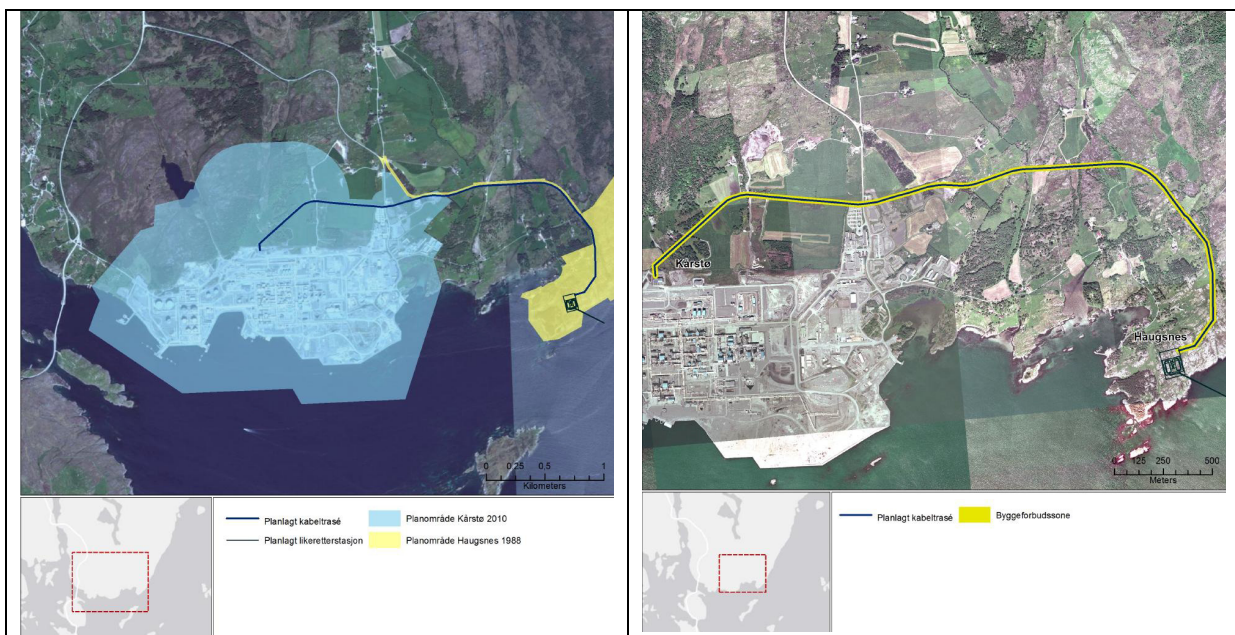 0 0,25 0,5 1
Kilometers
Planlagt kabeltrasé
Planområde Kårstø 2010
Planlagt likeretterstasjon
Planområde Haugsnes 1988
Kårstø
Haugsnes
0 125 250 500
Meters
Planlagt kabeltrasé
Byggeforbudssone